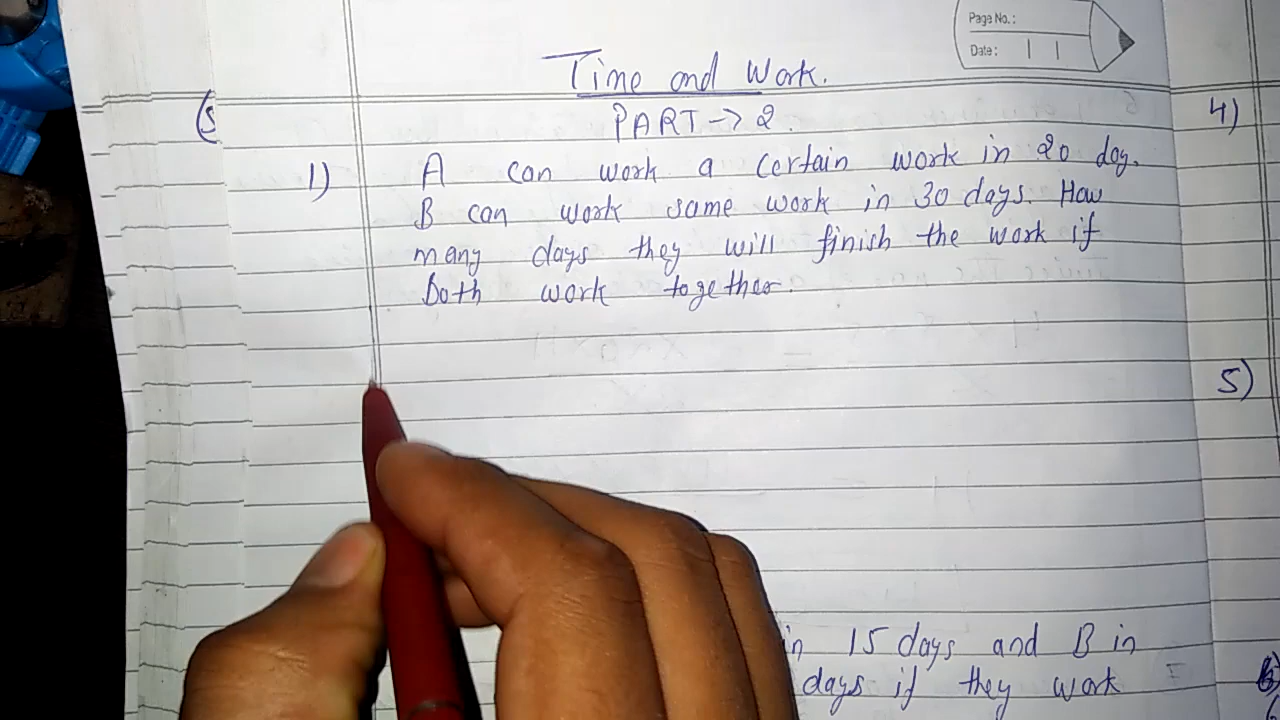 Page No.:
Date:
Time and Work.
PART → 2.
1) A can work a certain work in 20 day.
B can work same work in 30 days. How
many days they will finish the work if
both work together.
4)
5)
in 15 days and B in
days if they work =